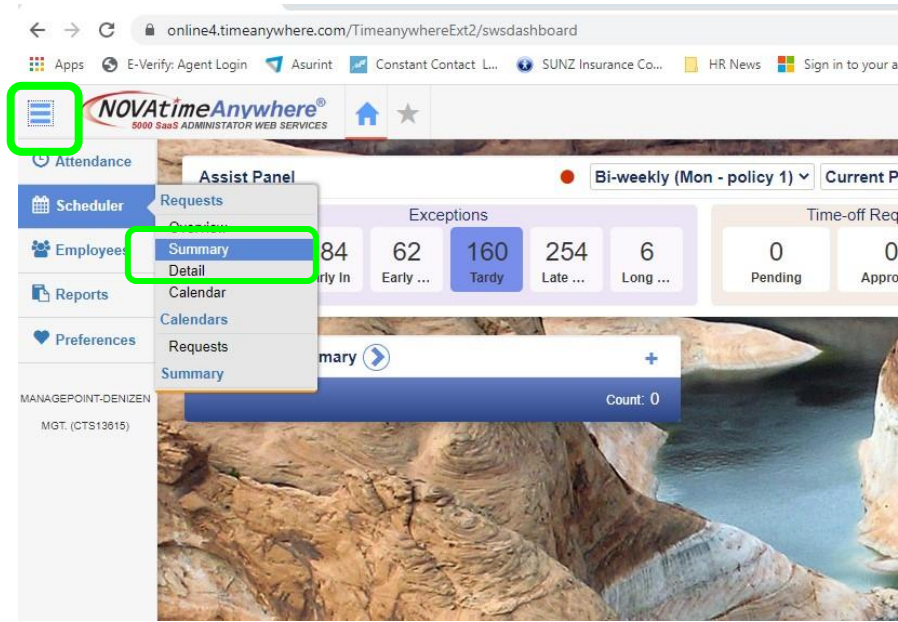 online4.timeanywhere.com/TimeanywhereExt2/swsdashboard
Apps E-Verify: Agent Login Asurint Constant Contact L... SUNZ Insurance Co... HR News Sign in to your a
NOVAtimeAnywhere®
5000 SaaS ADMINISTATOR WEB SERVICES
Attendance
Scheduler
Employees
Reports
Preferences
MANAGEPOINT-DENIZEN
MGT. (CTS13615)
Requests
Overview
Summary
Detail
Calendar
Calendars
Requests
Summary
Assist Panel Bi-weekly (Mon - policy 1) Current P
Exceptions Time-off Req
84 62 160 254 6 0 0
rly In Early ... Tardy Late ... Long ... Pending Appro
mary
Count: 0